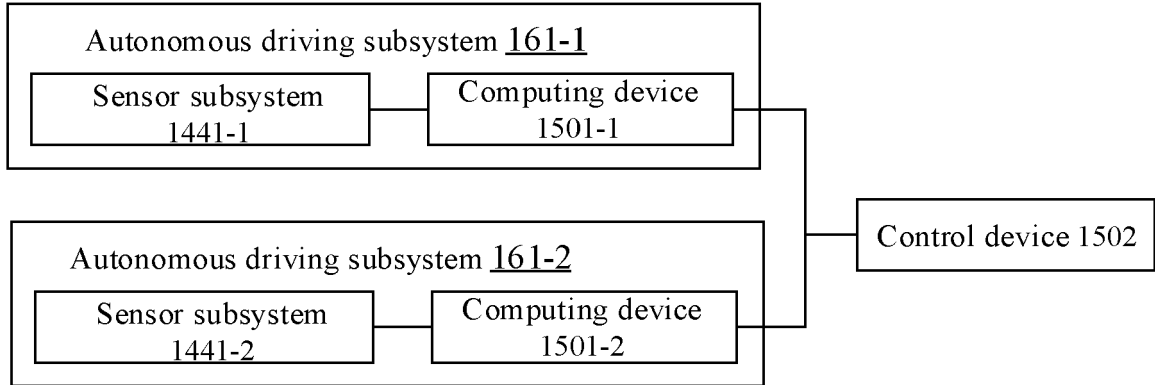 Autonomous driving subsystem 161-1
Sensor subsystem
1441-1
Computing device
1501-1
Control device 1502
Autonomous driving subsystem 161-2
Sensor subsystem
1441-2
Computing device
1501-2